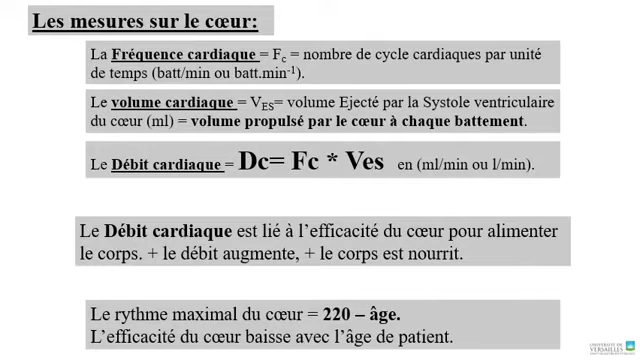 Les mesures sur le cœur:
La Fréquence cardiaque = Fc = nombre de cycle cardiaques par unité
de temps (batt/min ou batt.min-1).
Le volume cardiaque = VES= volume Ejecté par la Systole ventriculaire
du cœur (ml) = volume propulsé par le cœur à chaque battement.
Le Débit cardiaque = Dc= Fc * Ves en (ml/min ou l/min).
Le Débit cardiaque est lié à l'efficacité du cœur pour alimenter
le corps. + le débit augmente, + le corps est nourrit.
Le rythme maximal du cœur = 220 – âge.
L'efficacité du cœur baisse avec l'âge de patient.
UNIVERSITÉ DE
VERSAILLES